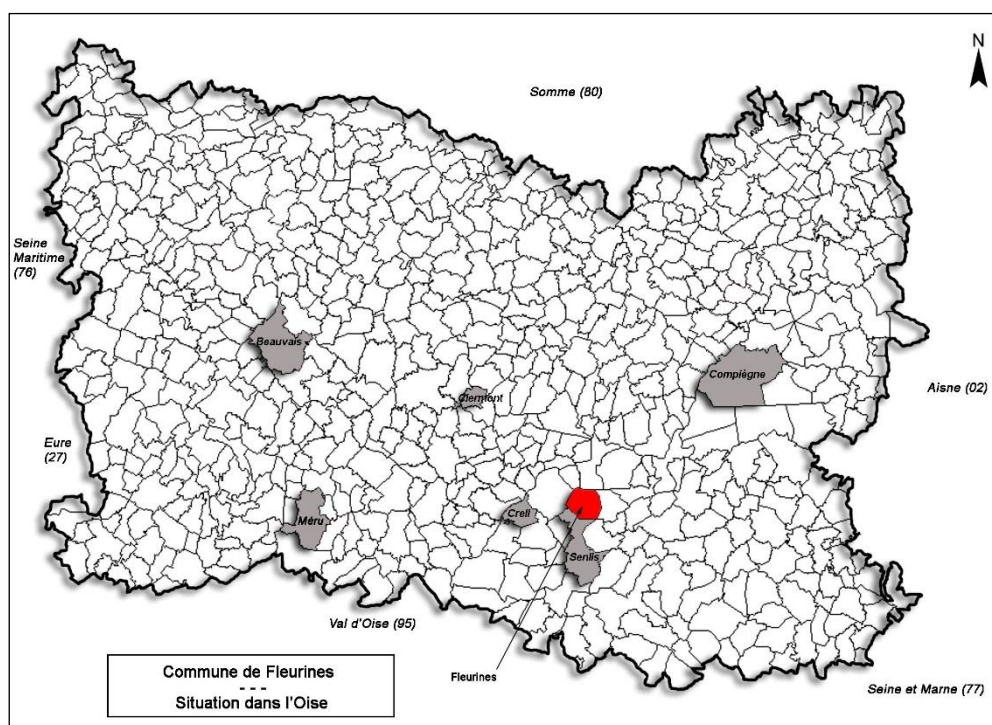 N
Somme (80)
Seine
Maritime
(76)
Beauvais
Compiègne
Clermont
Aisne (02)
Eure
(27)
Méru
Creil
Senlis
Val d'Oise (95)
Fleurines
Seine et Marne (77)
Commune de Fleurines
- - -
Situation dans l'Oise